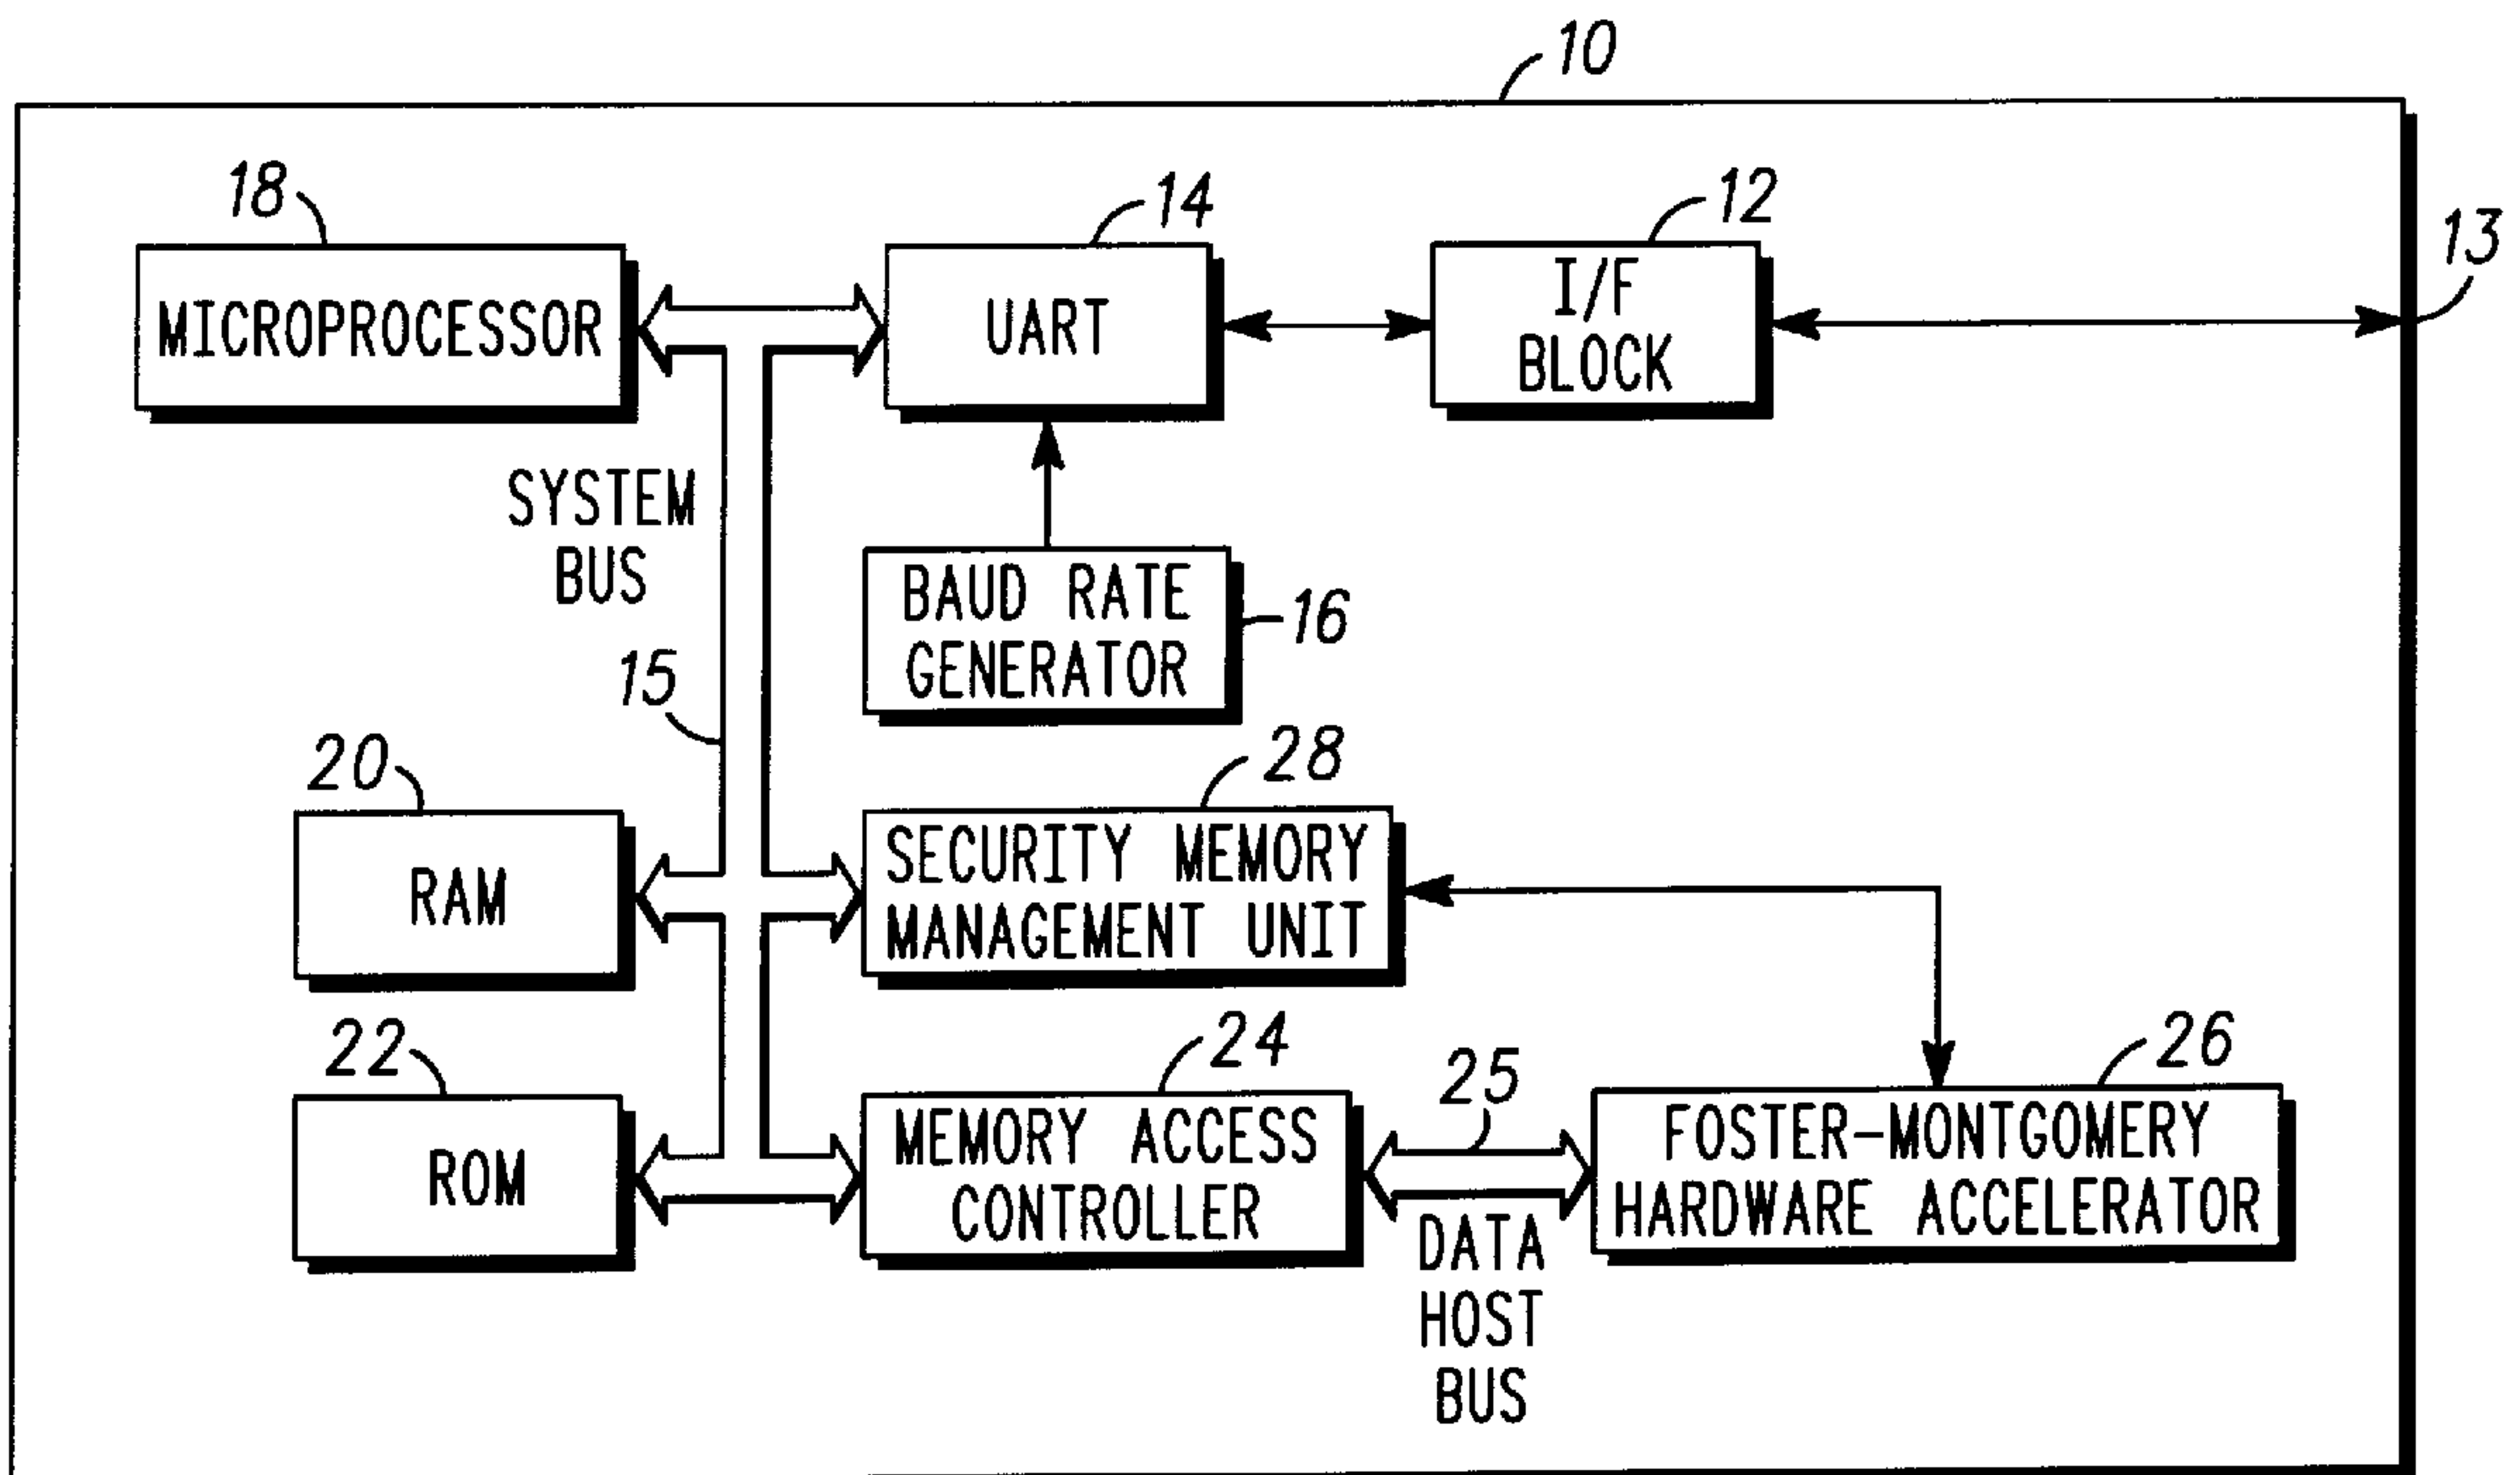 10
18
14
12
13
MICROPROCESSOR
UART
I/F
BLOCK
SYSTEM
BUS
BAUD RATE
GENERATOR
16
15
20
28
RAM
SECURITY MEMORY
MANAGEMENT UNIT
22
24
25
26
ROM
MEMORY ACCESS
CONTROLLER
FOSTER-MONTGOMERY
HARDWARE ACCELERATOR
DATA
HOST
BUS